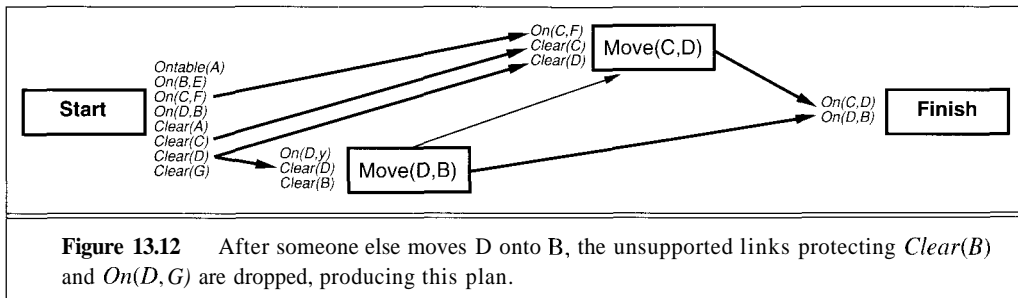 Start
Ontable(A)
On(B,E)
On(C,F)
On(D,B)
Clear(A)
Clear(C)
Clear(D)
Clear(G)
On(C,F)
Clear(C)
Clear(D)
Move(C,D)
On(D,y)
Clear(D)
Clear(B)
Move(D,B)
On(C,D)
On(D,B)
Finish
Figure 13.12 After someone else moves D onto B, the unsupported links protecting Clear(B)
and On(D, G) are dropped, producing this plan.